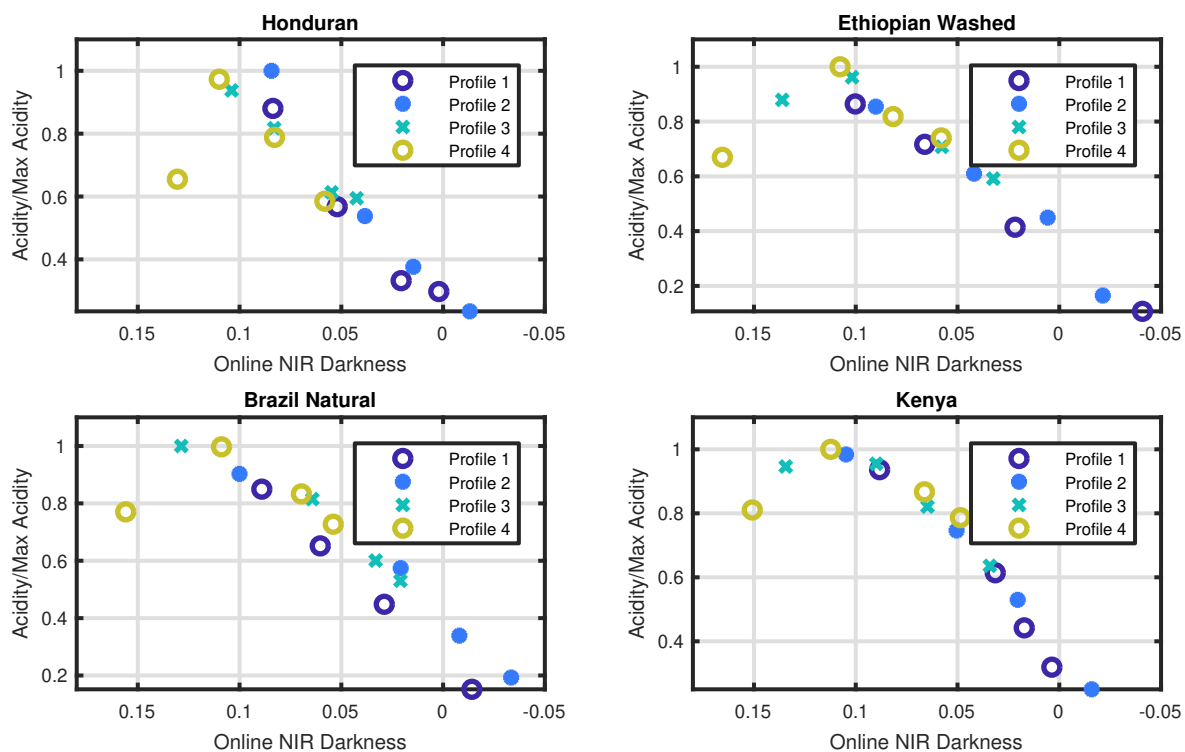 Honduran
Acidity/Max Acidity
1
0.8
0.6
0.4
0.15
0.1
0.05
0
-0.05
Online NIR Darkness
Profile 1
Profile 2
Profile 3
Profile 4
Ethiopian Washed
Acidity/Max Acidity
1
0.8
0.6
0.4
0.2
0.15
0.1
0.05
0
-0.05
Online NIR Darkness
Profile 1
Profile 2
Profile 3
Profile 4
Brazil Natural
Acidity/Max Acidity
1
0.8
0.6
0.4
0.2
0.15
0.1
0.05
0
-0.05
Online NIR Darkness
Profile 1
Profile 2
Profile 3
Profile 4
Kenya
Acidity/Max Acidity
1
0.8
0.6
0.4
0.15
0.1
0.05
0
-0.05
Online NIR Darkness
Profile 1
Profile 2
Profile 3
Profile 4